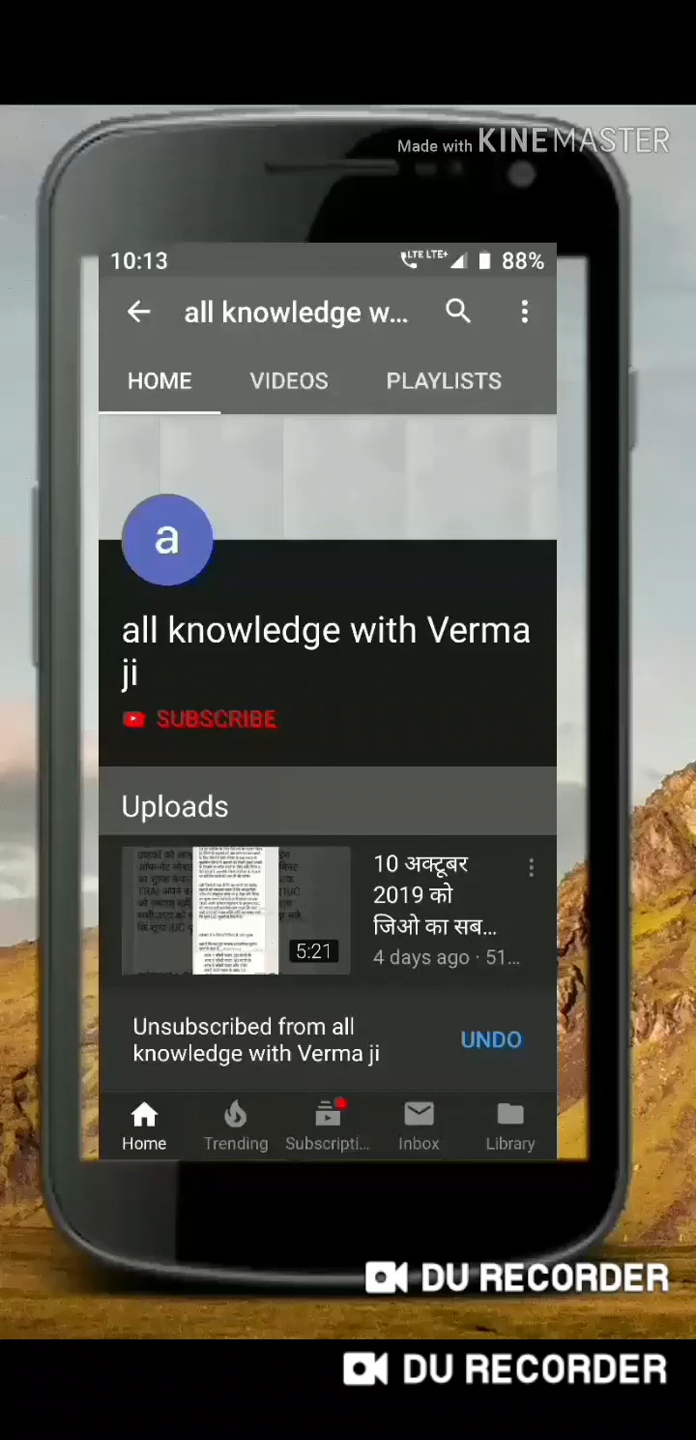 Made with KINEMASTER
10:13 LTE LTE+ 88%
all knowledge w...
HOME VIDEOS PLAYLISTS
a
all knowledge with Verma
ji
SUBSCRIBE
Uploads
10 अक्टूबर
2019 को
जिओ का सब...
4 days ago · 51...
5:21
Unsubscribed from all
knowledge with Verma ji
UNDO
Home Trending Subscripti... Inbox Library
DU RECORDER
DU RECORDER